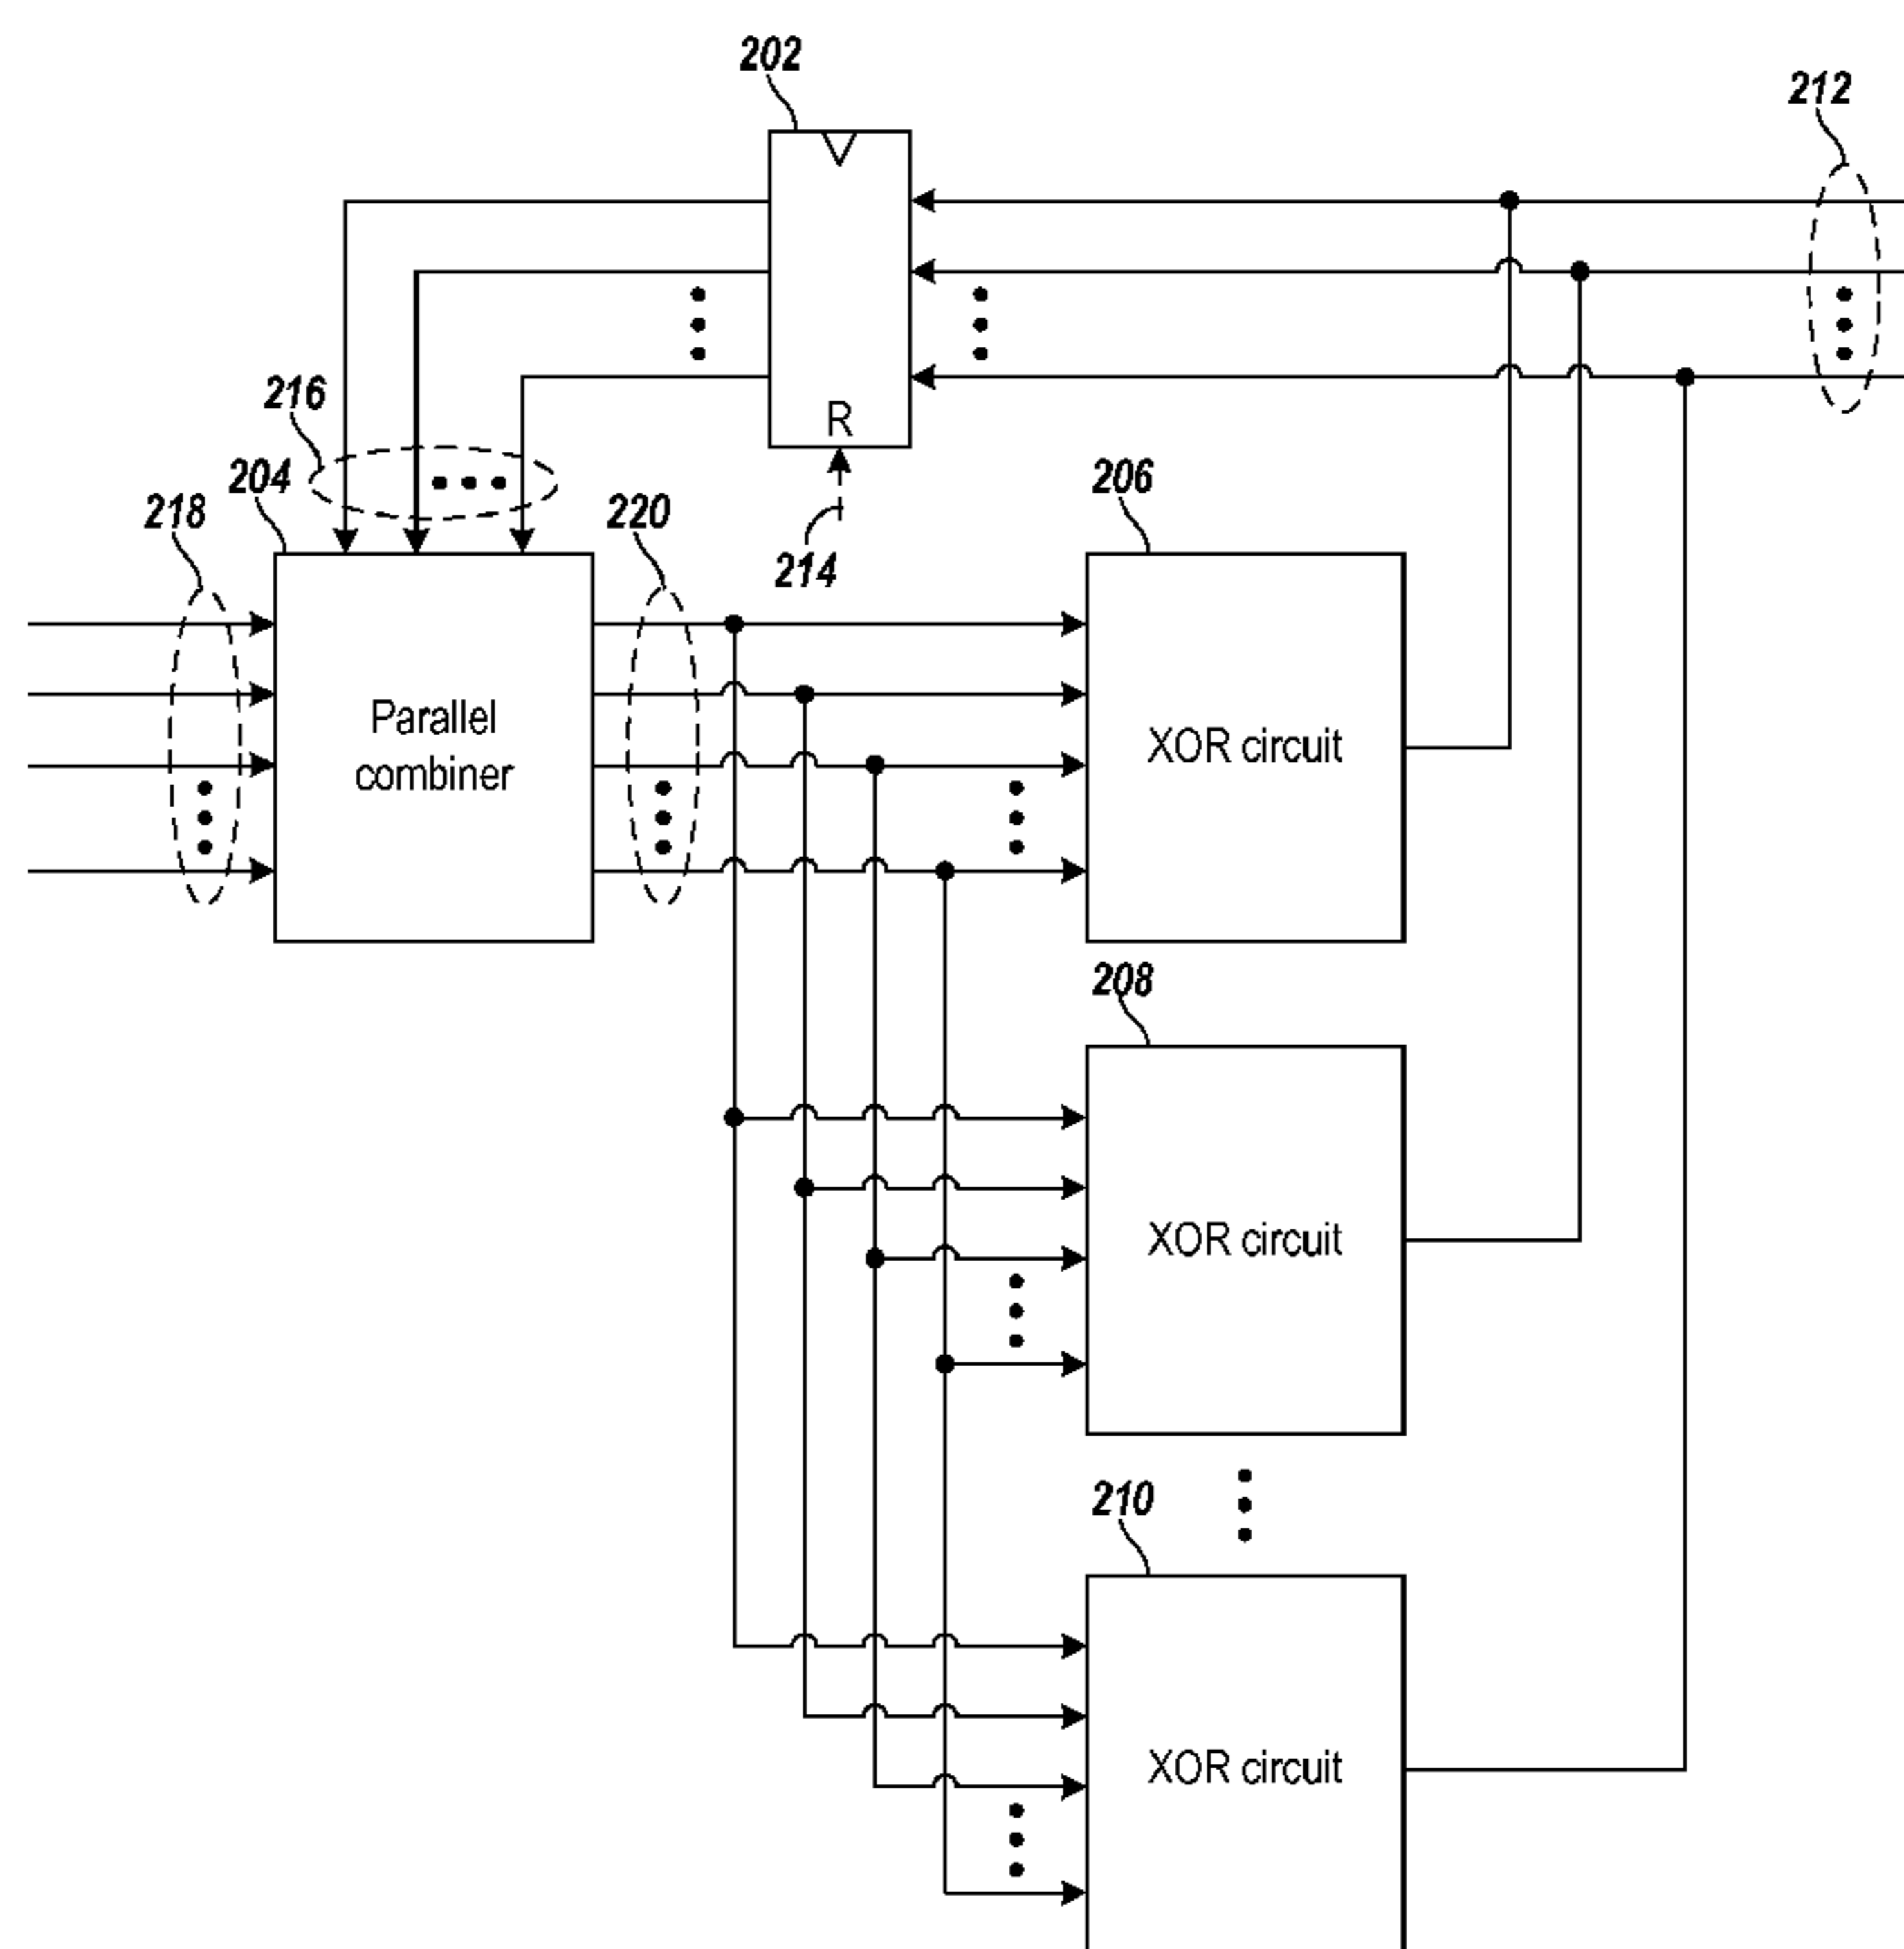 202
212
R
216
204
218
220
214
206
Parallel
combiner
XOR circuit
208
XOR circuit
210
XOR circuit